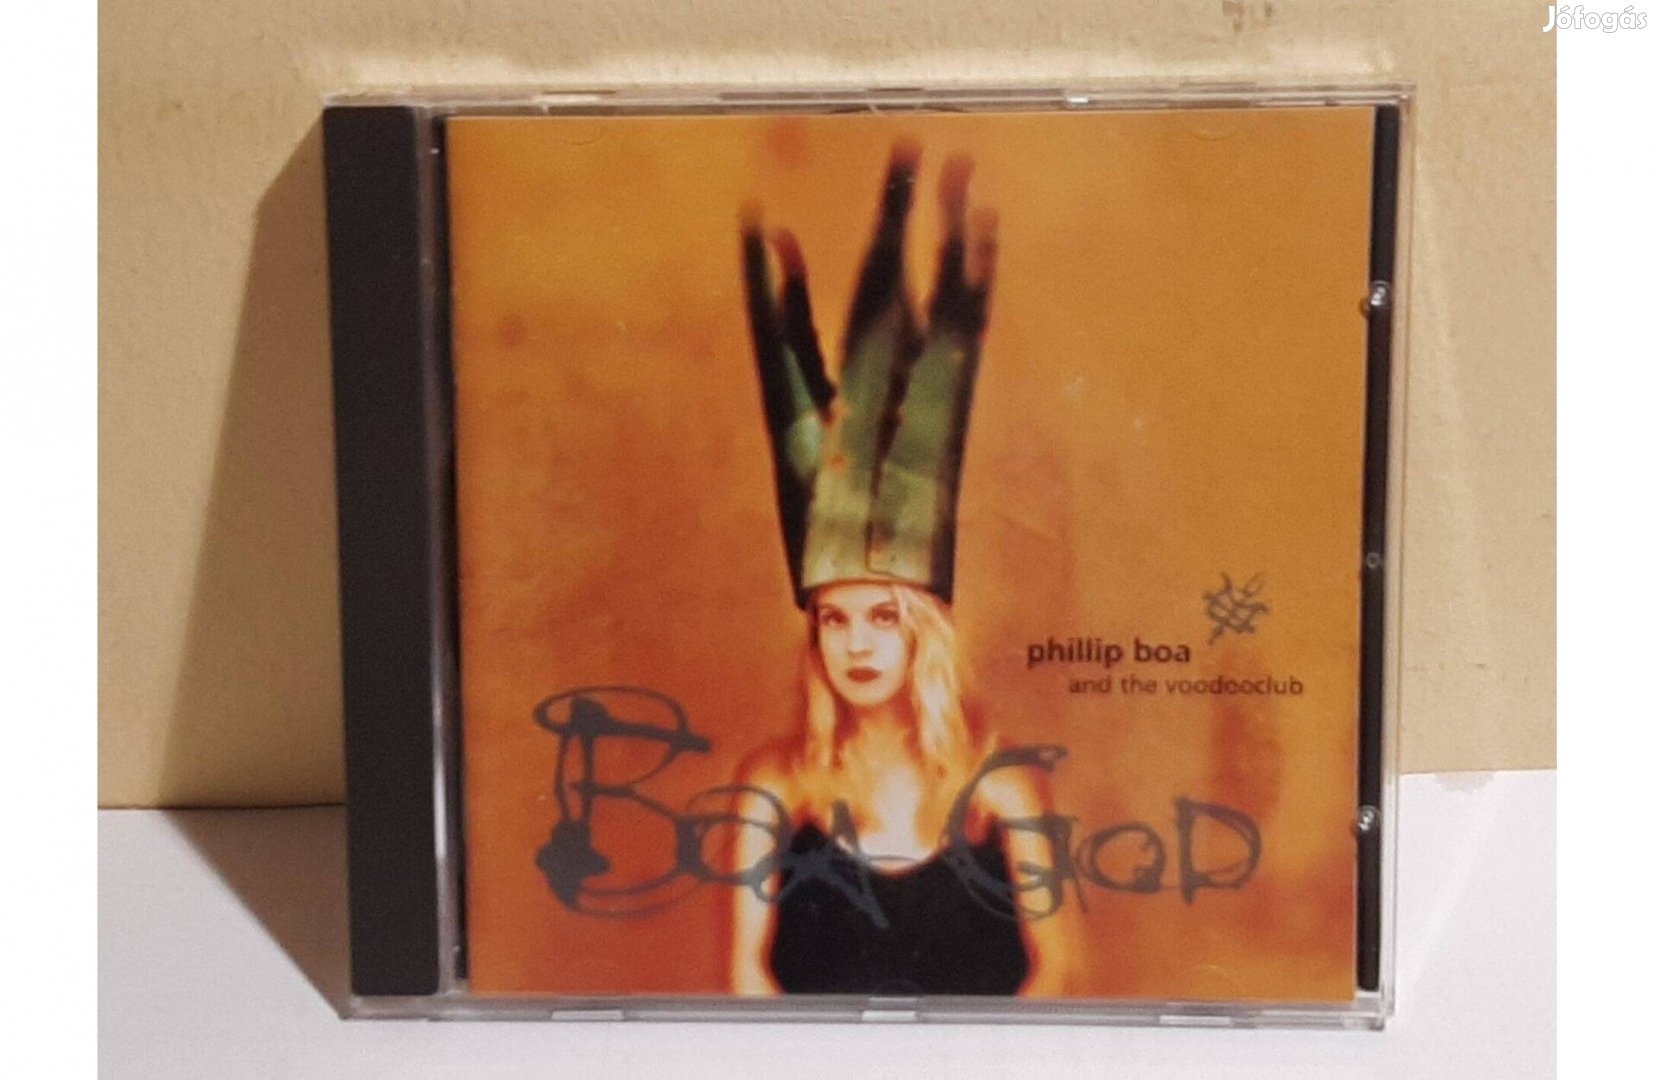 Jófogás
phillip boa
and the voodooclub
Boa God